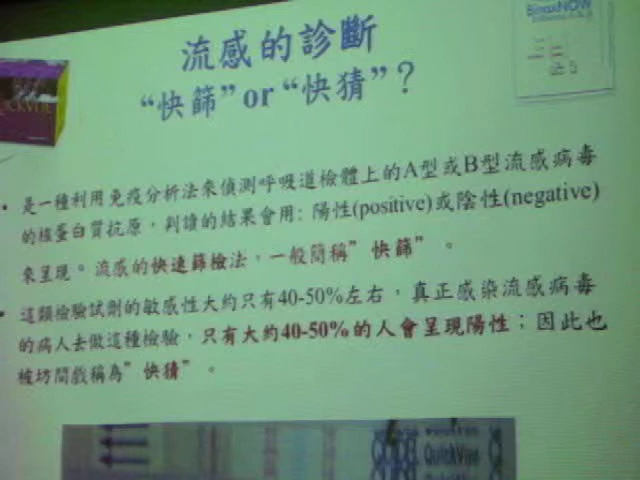 流感的診斷
“快篩” or “快猜”？
BinaxNOW
• 是一種利用免疫分析法來偵測呼吸道檢體上的A型或B型流感病毒
的核蛋白質抗原，判讀的結果會用: 陽性(positive)或陰性(negative)
來呈現。流感的快速篩檢法，一般簡稱”快篩”。
• 這類檢驗試劑的敏感性大約只有40-50%左右，真正感染流感病毒
的病人去做這種檢驗，只有大約40-50%的人會呈現陽性；因此也
被坊間戲稱為”快猜”。
QuickVue